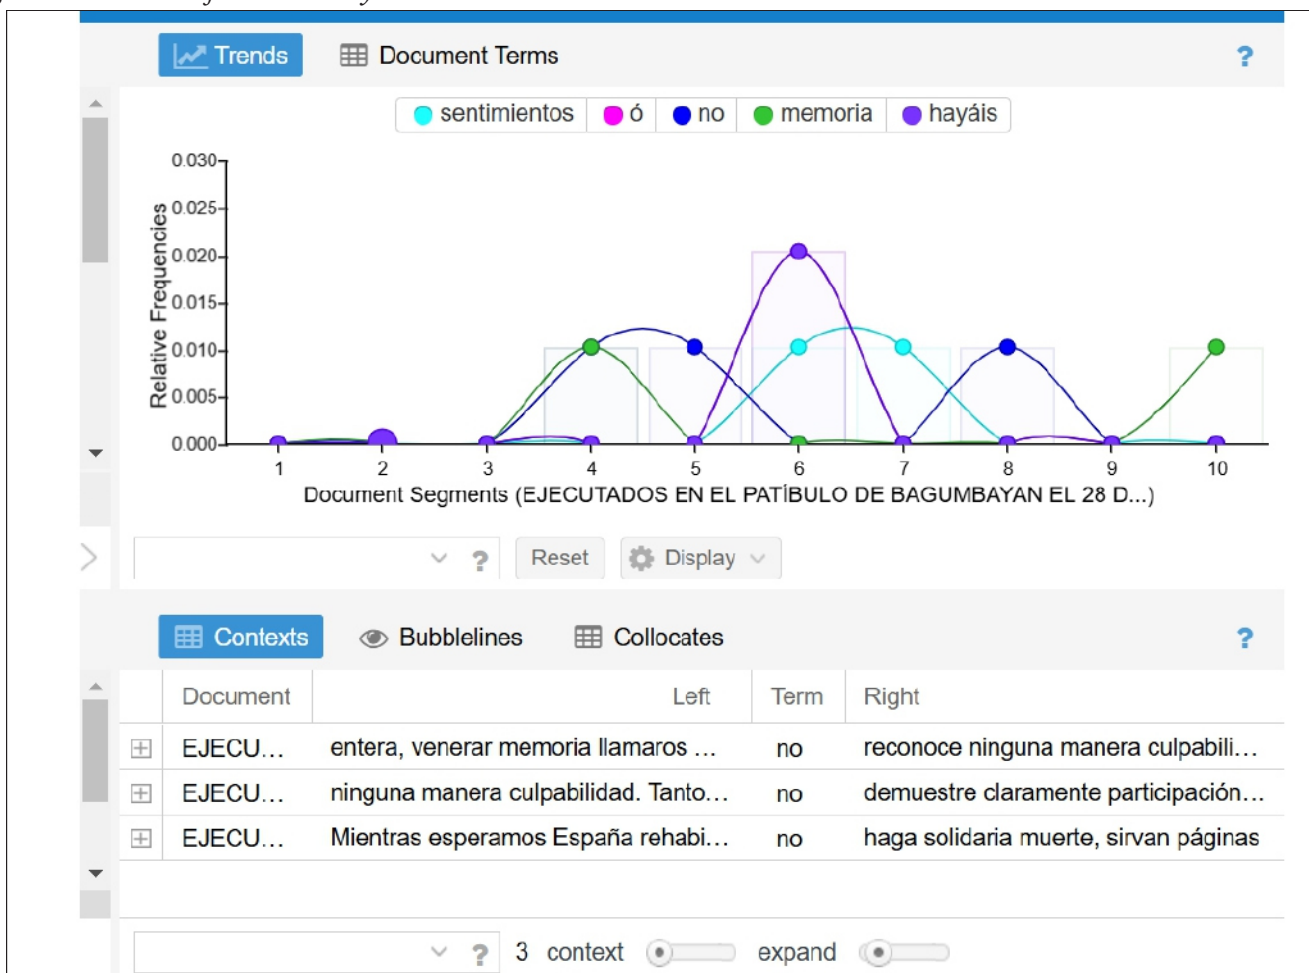 Trends Document Terms ?
sentimientos ó no memoria hayáis
0.030
0.025
0.020
0.015
0.010
0.005
0.000
Relative Frequencies
1 2 3 4 5 6 7 8 9 10
Document Segments (EJECUTADOS EN EL PATÍBULO DE BAGUMBAYAN EL 28 D...)
? Reset Display
Contexts Bubblelines Collocates ?
Document Left Term Right
EJECU... entera, venerar memoria llamaros ... no reconoce ninguna manera culpabili...
EJECU... ninguna manera culpabilidad. Tanto... no demuestre claramente participación...
EJECU... Mientras esperamos España rehabi... no haga solidaria muerte, sirvan páginas
? 3 context expand